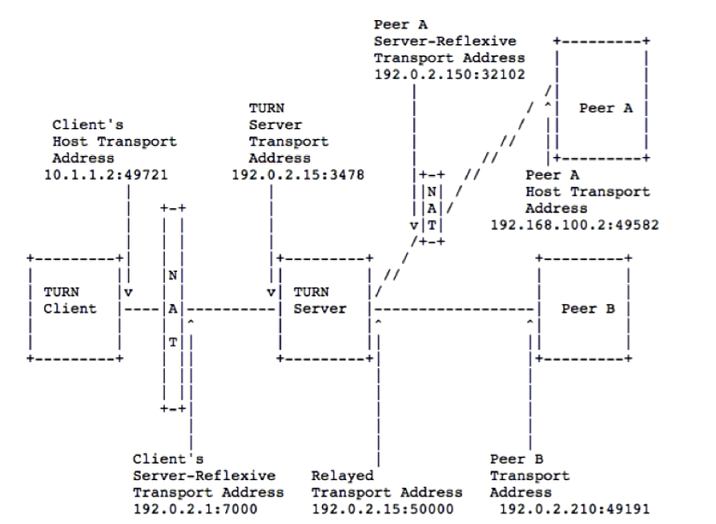 Peer A
Server-Reflexive
Transport Address
192.0.2.150:32102
Peer A
TURN
Server
Transport
Address
192.0.2.15:3478
Client's
Host Transport
Address
10.1.1.2:49721
N
A
T
Peer A
Host Transport
Address
192.168.100.2:49582
TURN
Client
N
A
T
TURN
Server
Peer B
Client's
Server-Reflexive
Transport Address
192.0.2.1:7000
Relayed
Transport Address
192.0.2.15:50000
Peer B
Transport
Address
192.0.2.210:49191